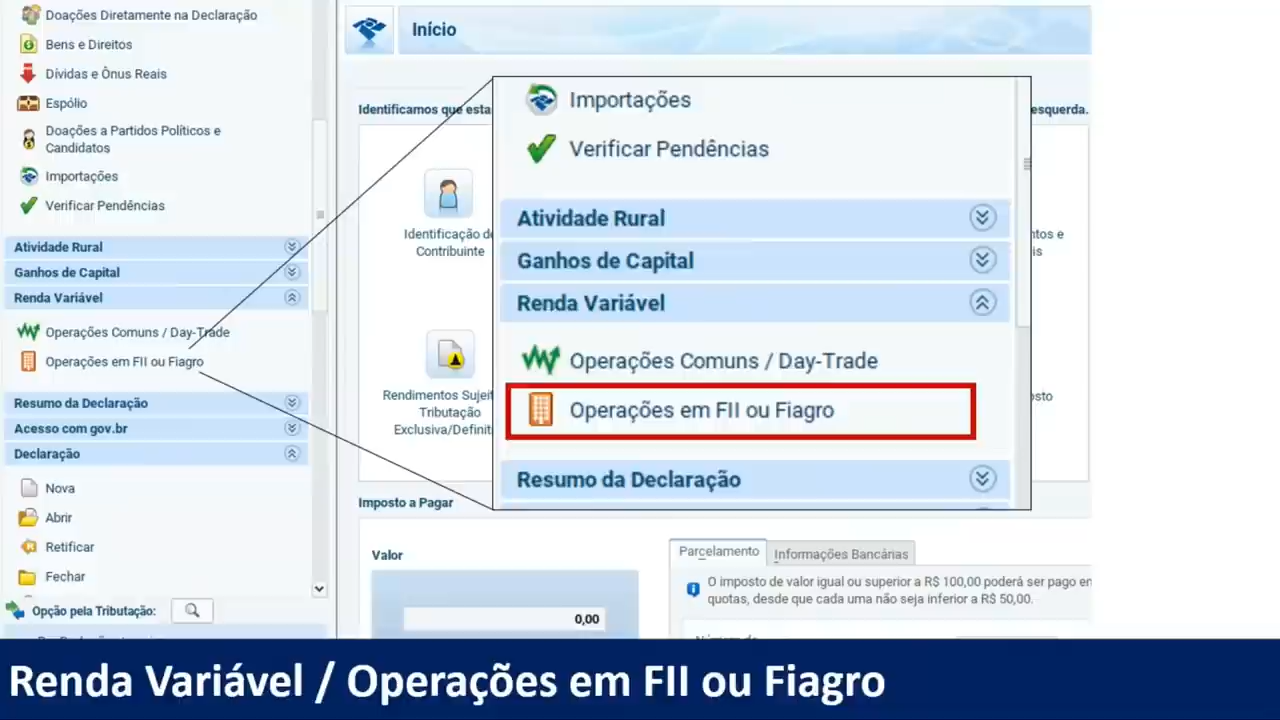 Doações Diretamente na Declaração
Bens e Direitos
Dívidas e Ônus Reais
Espólio
Doações a Partidos Políticos e
Candidatos
Importações
Verificar Pendências
Atividade Rural
Ganhos de Capital
Renda Variável
Operações Comuns / Day-Trade
Operações em FII ou Fiagro
Resumo da Declaração
Acesso com gov.br
Declaração
Nova
Abrir
Retificar
Fechar
Opção pela Tributação:
Início
Identificamos que esta
esquerda.
Identificação d
Contribuinte
Rendimentos Sujeit
Tributação
Exclusiva/Definit
Importações
Verificar Pendências
Atividade Rural
Ganhos de Capital
Renda Variável
Operações Comuns / Day-Trade
Operações em FII ou Fiagro
Resumo da Declaração
ntos e
is
sto
Imposto a Pagar
Valor
0,00
Parcelamento
Informações Bancárias
O imposto de valor igual ou superior a R$ 100,00 poderá ser pago en
quotas, desde que cada uma não seja inferior a R$ 50,00.
Renda Variável / Operações em FII ou Fiagro